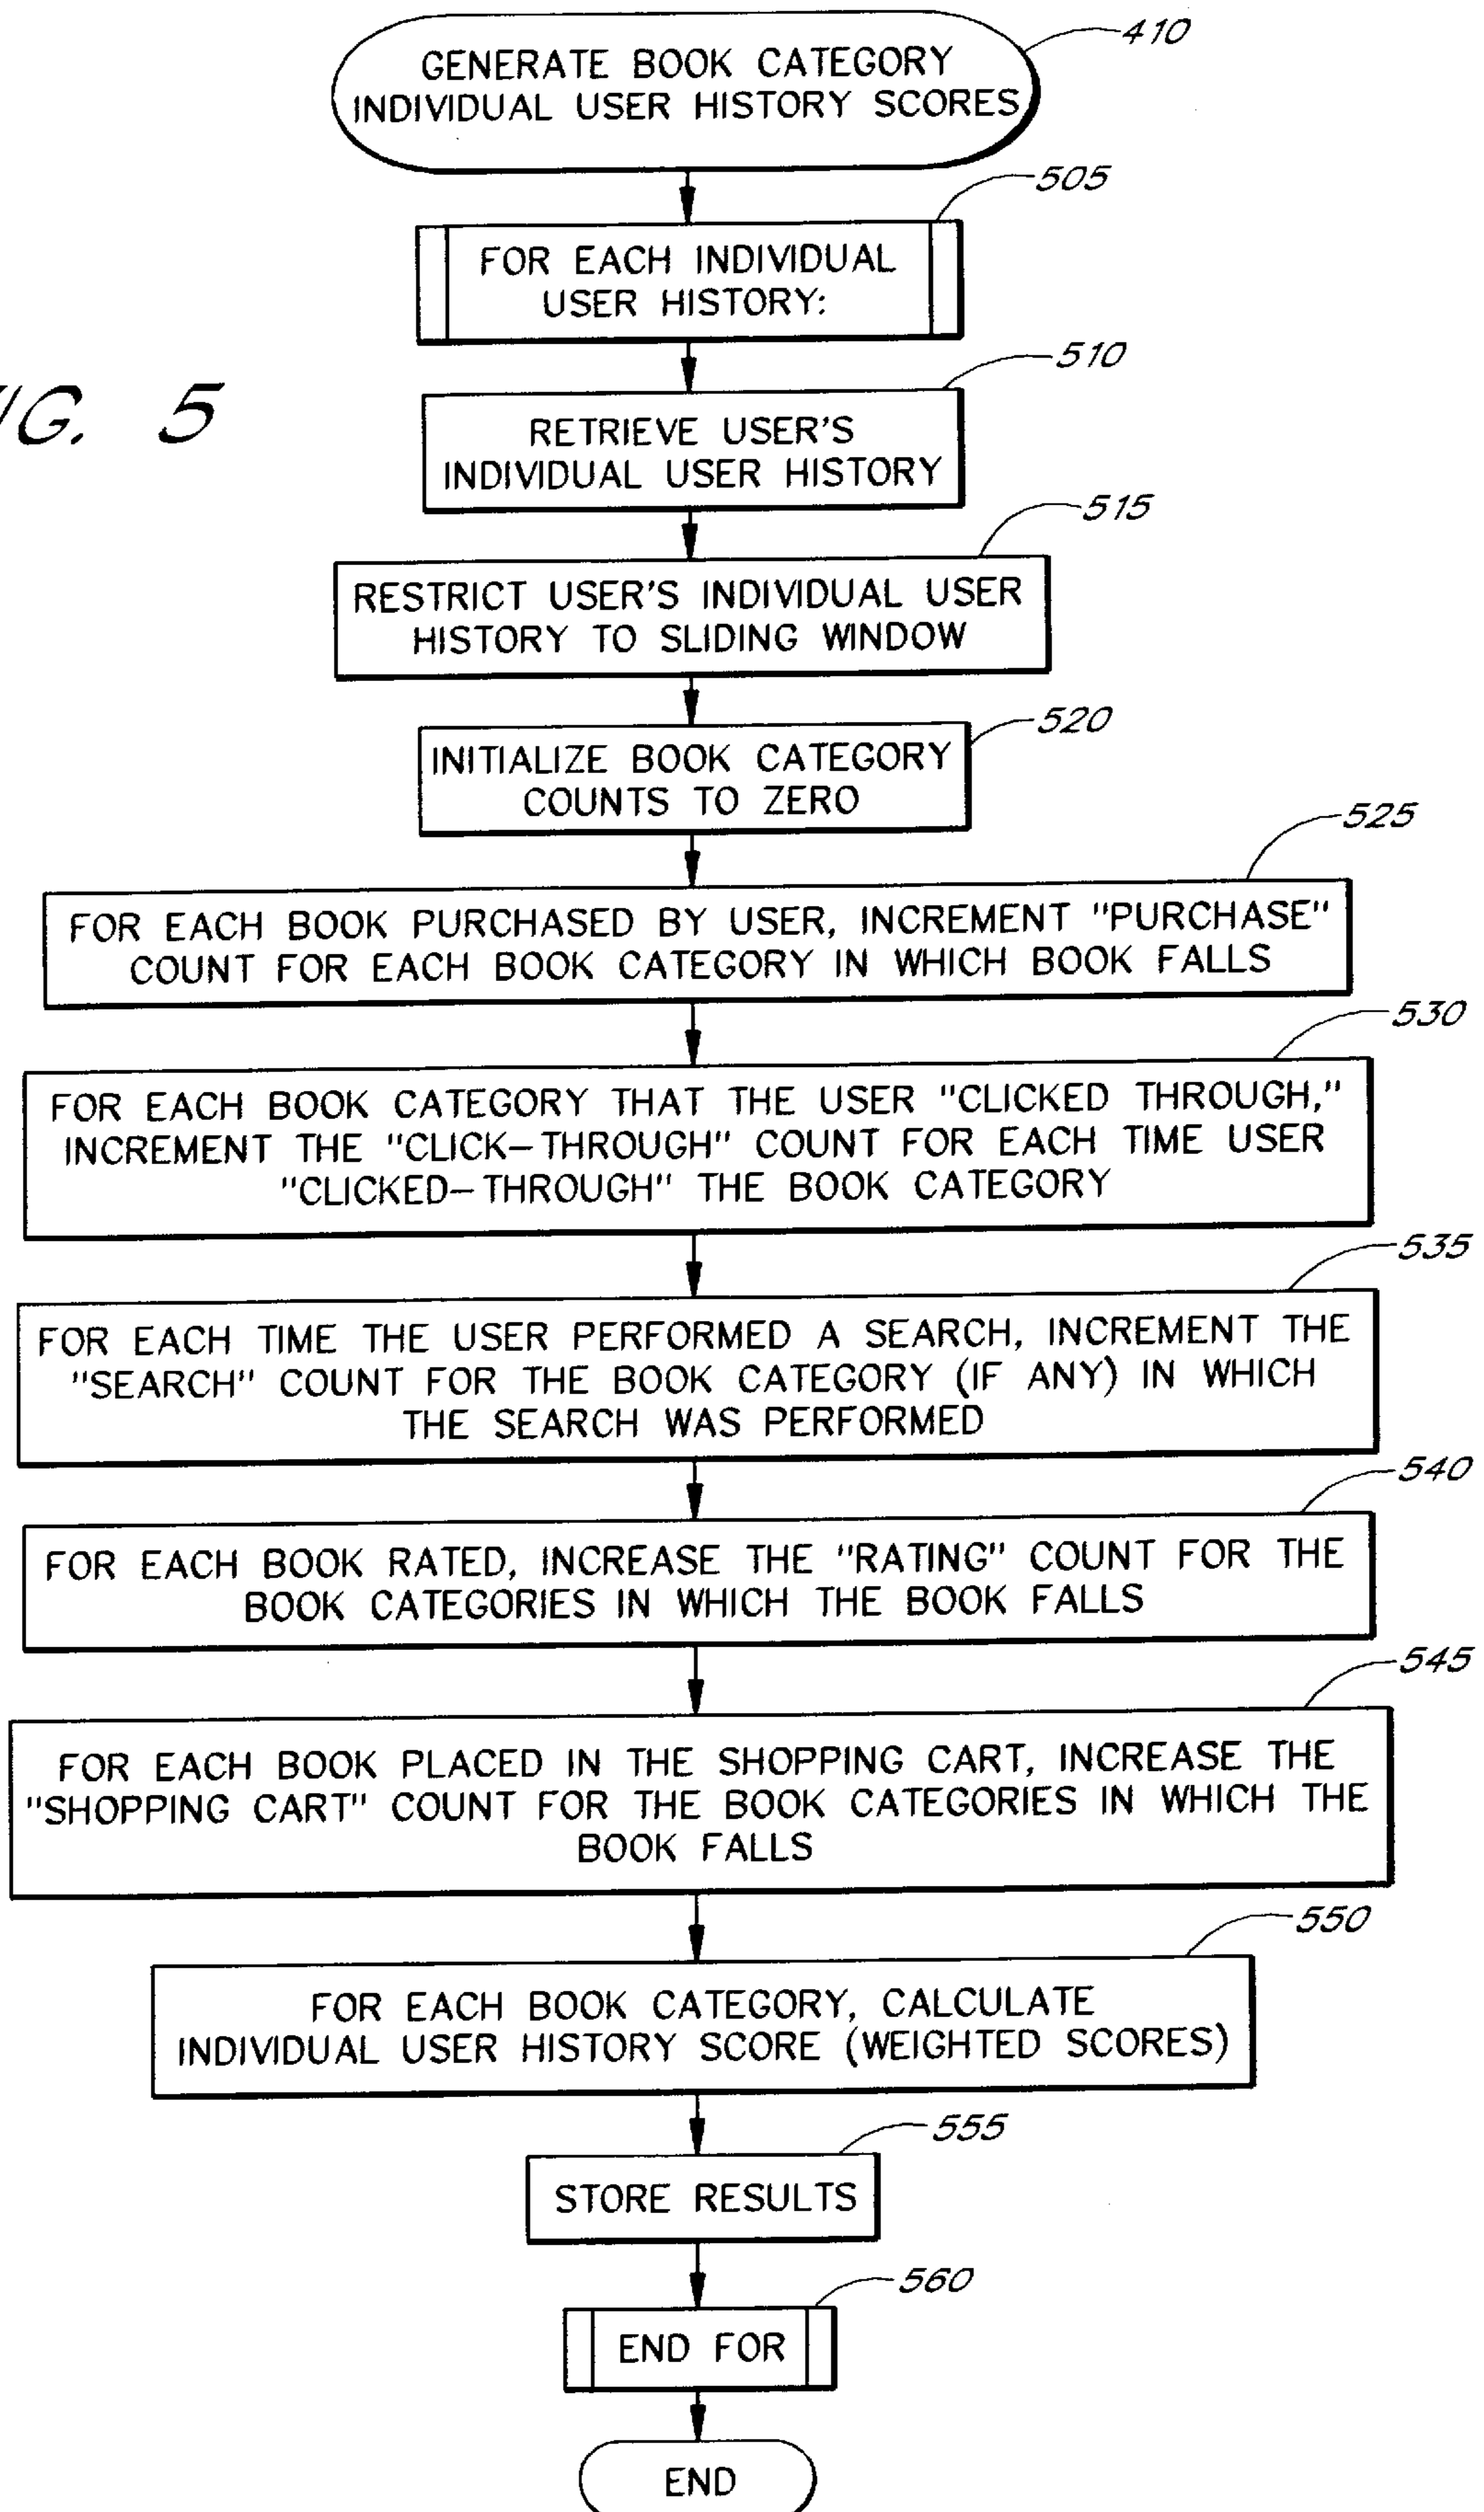 GENERATE BOOK CATEGORY
INDIVIDUAL USER HISTORY SCORES
410
FOR EACH INDIVIDUAL
USER HISTORY:
505
FIG. 5
RETRIEVE USER'S
INDIVIDUAL USER HISTORY
510
RESTRICT USER'S INDIVIDUAL USER
HISTORY TO SLIDING WINDOW
515
INITIALIZE BOOK CATEGORY
COUNTS TO ZERO
520
FOR EACH BOOK PURCHASED BY USER, INCREMENT "PURCHASE"
COUNT FOR EACH BOOK CATEGORY IN WHICH BOOK FALLS
525
FOR EACH BOOK CATEGORY THAT THE USER "CLICKED THROUGH,"
INCREMENT THE "CLICK-THROUGH" COUNT FOR EACH TIME USER
"CLICKED-THROUGH" THE BOOK CATEGORY
530
FOR EACH TIME THE USER PERFORMED A SEARCH, INCREMENT THE
"SEARCH" COUNT FOR THE BOOK CATEGORY (IF ANY) IN WHICH
THE SEARCH WAS PERFORMED
535
FOR EACH BOOK RATED, INCREASE THE "RATING" COUNT FOR THE
BOOK CATEGORIES IN WHICH THE BOOK FALLS
540
FOR EACH BOOK PLACED IN THE SHOPPING CART, INCREASE THE
"SHOPPING CART" COUNT FOR THE BOOK CATEGORIES IN WHICH THE
BOOK FALLS
545
FOR EACH BOOK CATEGORY, CALCULATE
INDIVIDUAL USER HISTORY SCORE (WEIGHTED SCORES)
550
STORE RESULTS
555
END FOR
560
END